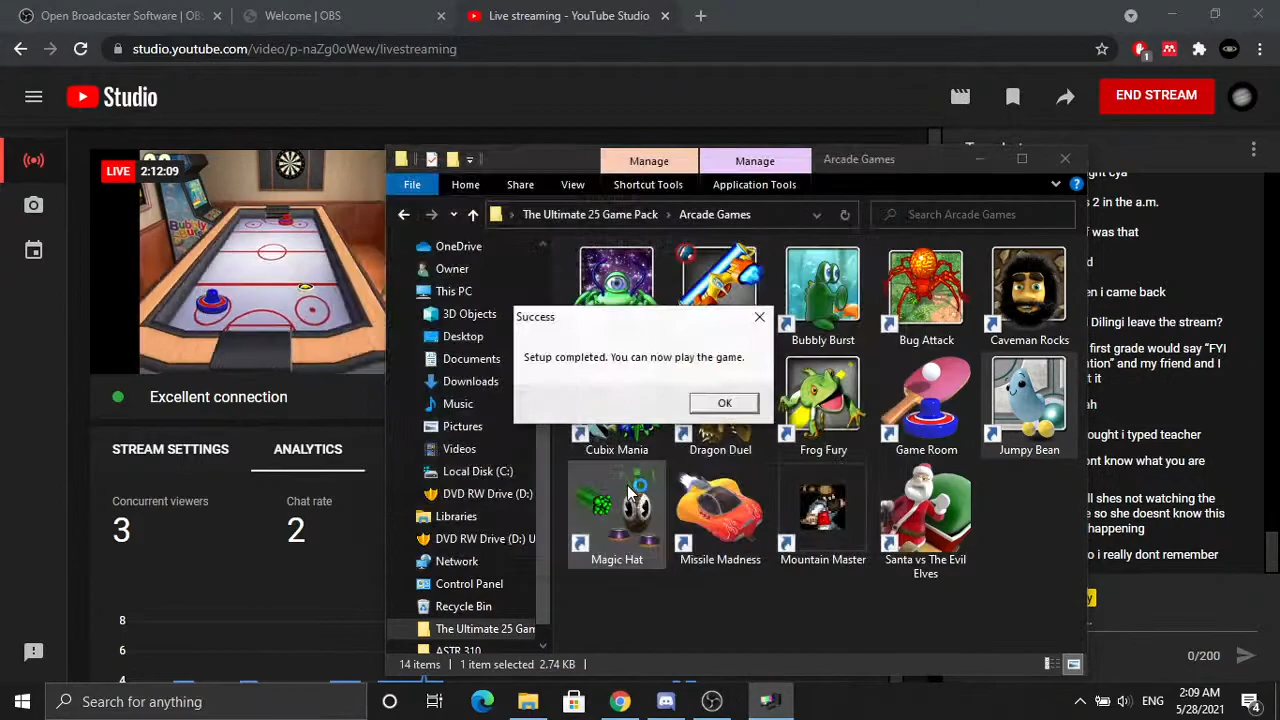 Open Broadcaster Software | OBS
Welcome | OBS
Live streaming - YouTube Studio
studio.youtube.com/video/p-naZg0oWew/livestreaming
1
Studio
END STREAM
LIVE 2:12:09
Excellent connection
STREAM SETTINGS
ANALYTICS
Concurrent viewers
Chat rate
3
2
8
6
4
Manage
Manage
Arcade Games
File
Home
Share
View
Shortcut Tools
Application Tools
The Ultimate 25 Game Pack
Arcade Games
Search Arcade Games
OneDrive
Owner
This PC
3D Objects
Desktop
Documents
Downloads
Music
Pictures
Videos
Local Disk (C:)
DVD RW Drive (D:)
Libraries
DVD RW Drive (D:) U
Network
Control Panel
Recycle Bin
The Ultimate 25 Gam
ASTR 310
Bubbly Burst
Bug Attack
Caveman Rocks
Cubix Mania
Dragon Duel
Frog Fury
Game Room
Jumpy Bean
Magic Hat
Missile Madness
Mountain Master
Santa vs The Evil
Elves
Success
Setup completed. You can now play the game.
OK
14 items
1 item selected 2.74 KB
ght cya
s 2 in the a.m.
f was that
en i came back
Dilingi leave the stream?
first grade would say “FYI
and my friend and i
t it
ah
ought i typed teacher
ont know what you are
ll shes not watching the
o she doesnt know this
happening
o i really dont remember
y
0/200
Search for anything
ENG
2:09 AM
5/28/2021
4